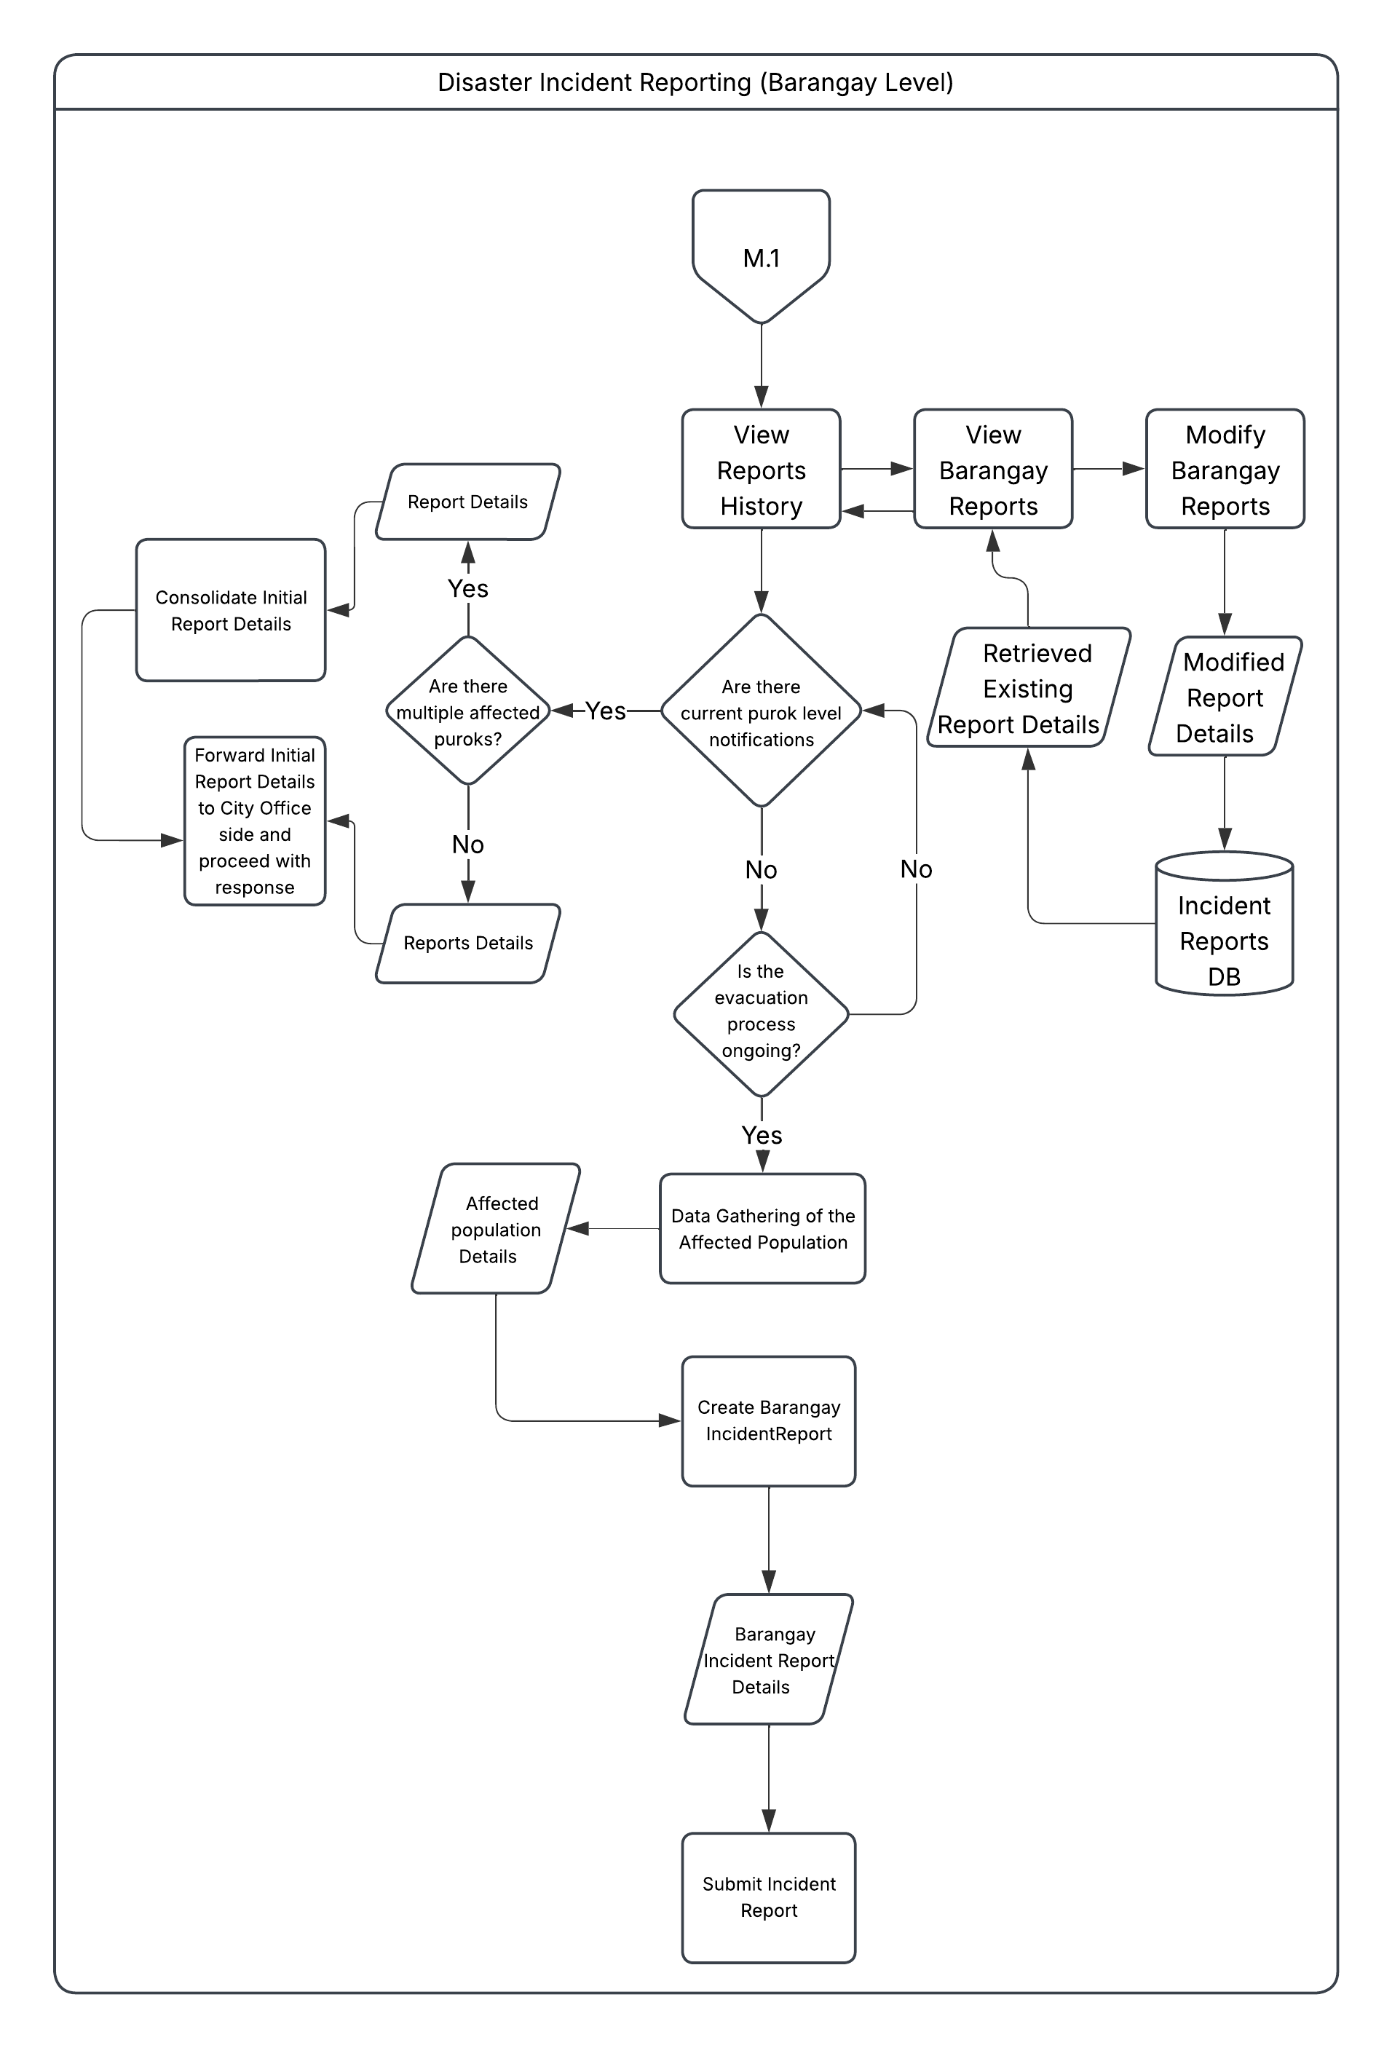 Disaster Incident Reporting (Barangay Level)
M.1
View
Reports
History
View
Barangay
Reports
Modify
Barangay
Reports
Report Details
Consolidate Initial
Report Details
Yes
Are there
multiple affected
puroks?
Yes
Are there
current purok level
notifications
Retrieved
Existing
Report Details
Modified
Report
Details
Forward Initial
Report Details
to City Office
side and
proceed with
response
No
No
No
Reports Details
Incident
Reports
DB
Is the
evacuation
process
ongoing?
Yes
Affected
population
Details
Data Gathering of the
Affected Population
Create Barangay
IncidentReport
Barangay
Incident Report
Details
Submit Incident
Report